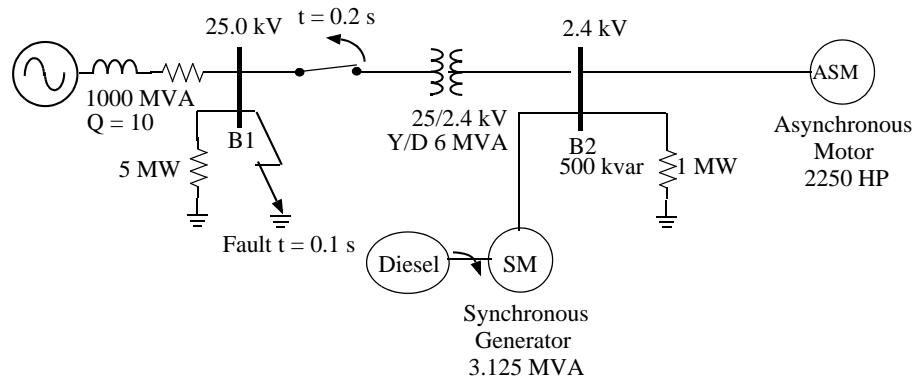 t = 0.2 s
25.0 kV
2.4 kV
1000 MVA
Q = 10
B1
5 MW
Fault t = 0.1 s
25/2.4 kV
Y/D 6 MVA
B2
500 kvar
1 MW
ASM
Asynchronous
Motor
2250 HP
Diesel
SM
Synchronous
Generator
3.125 MVA